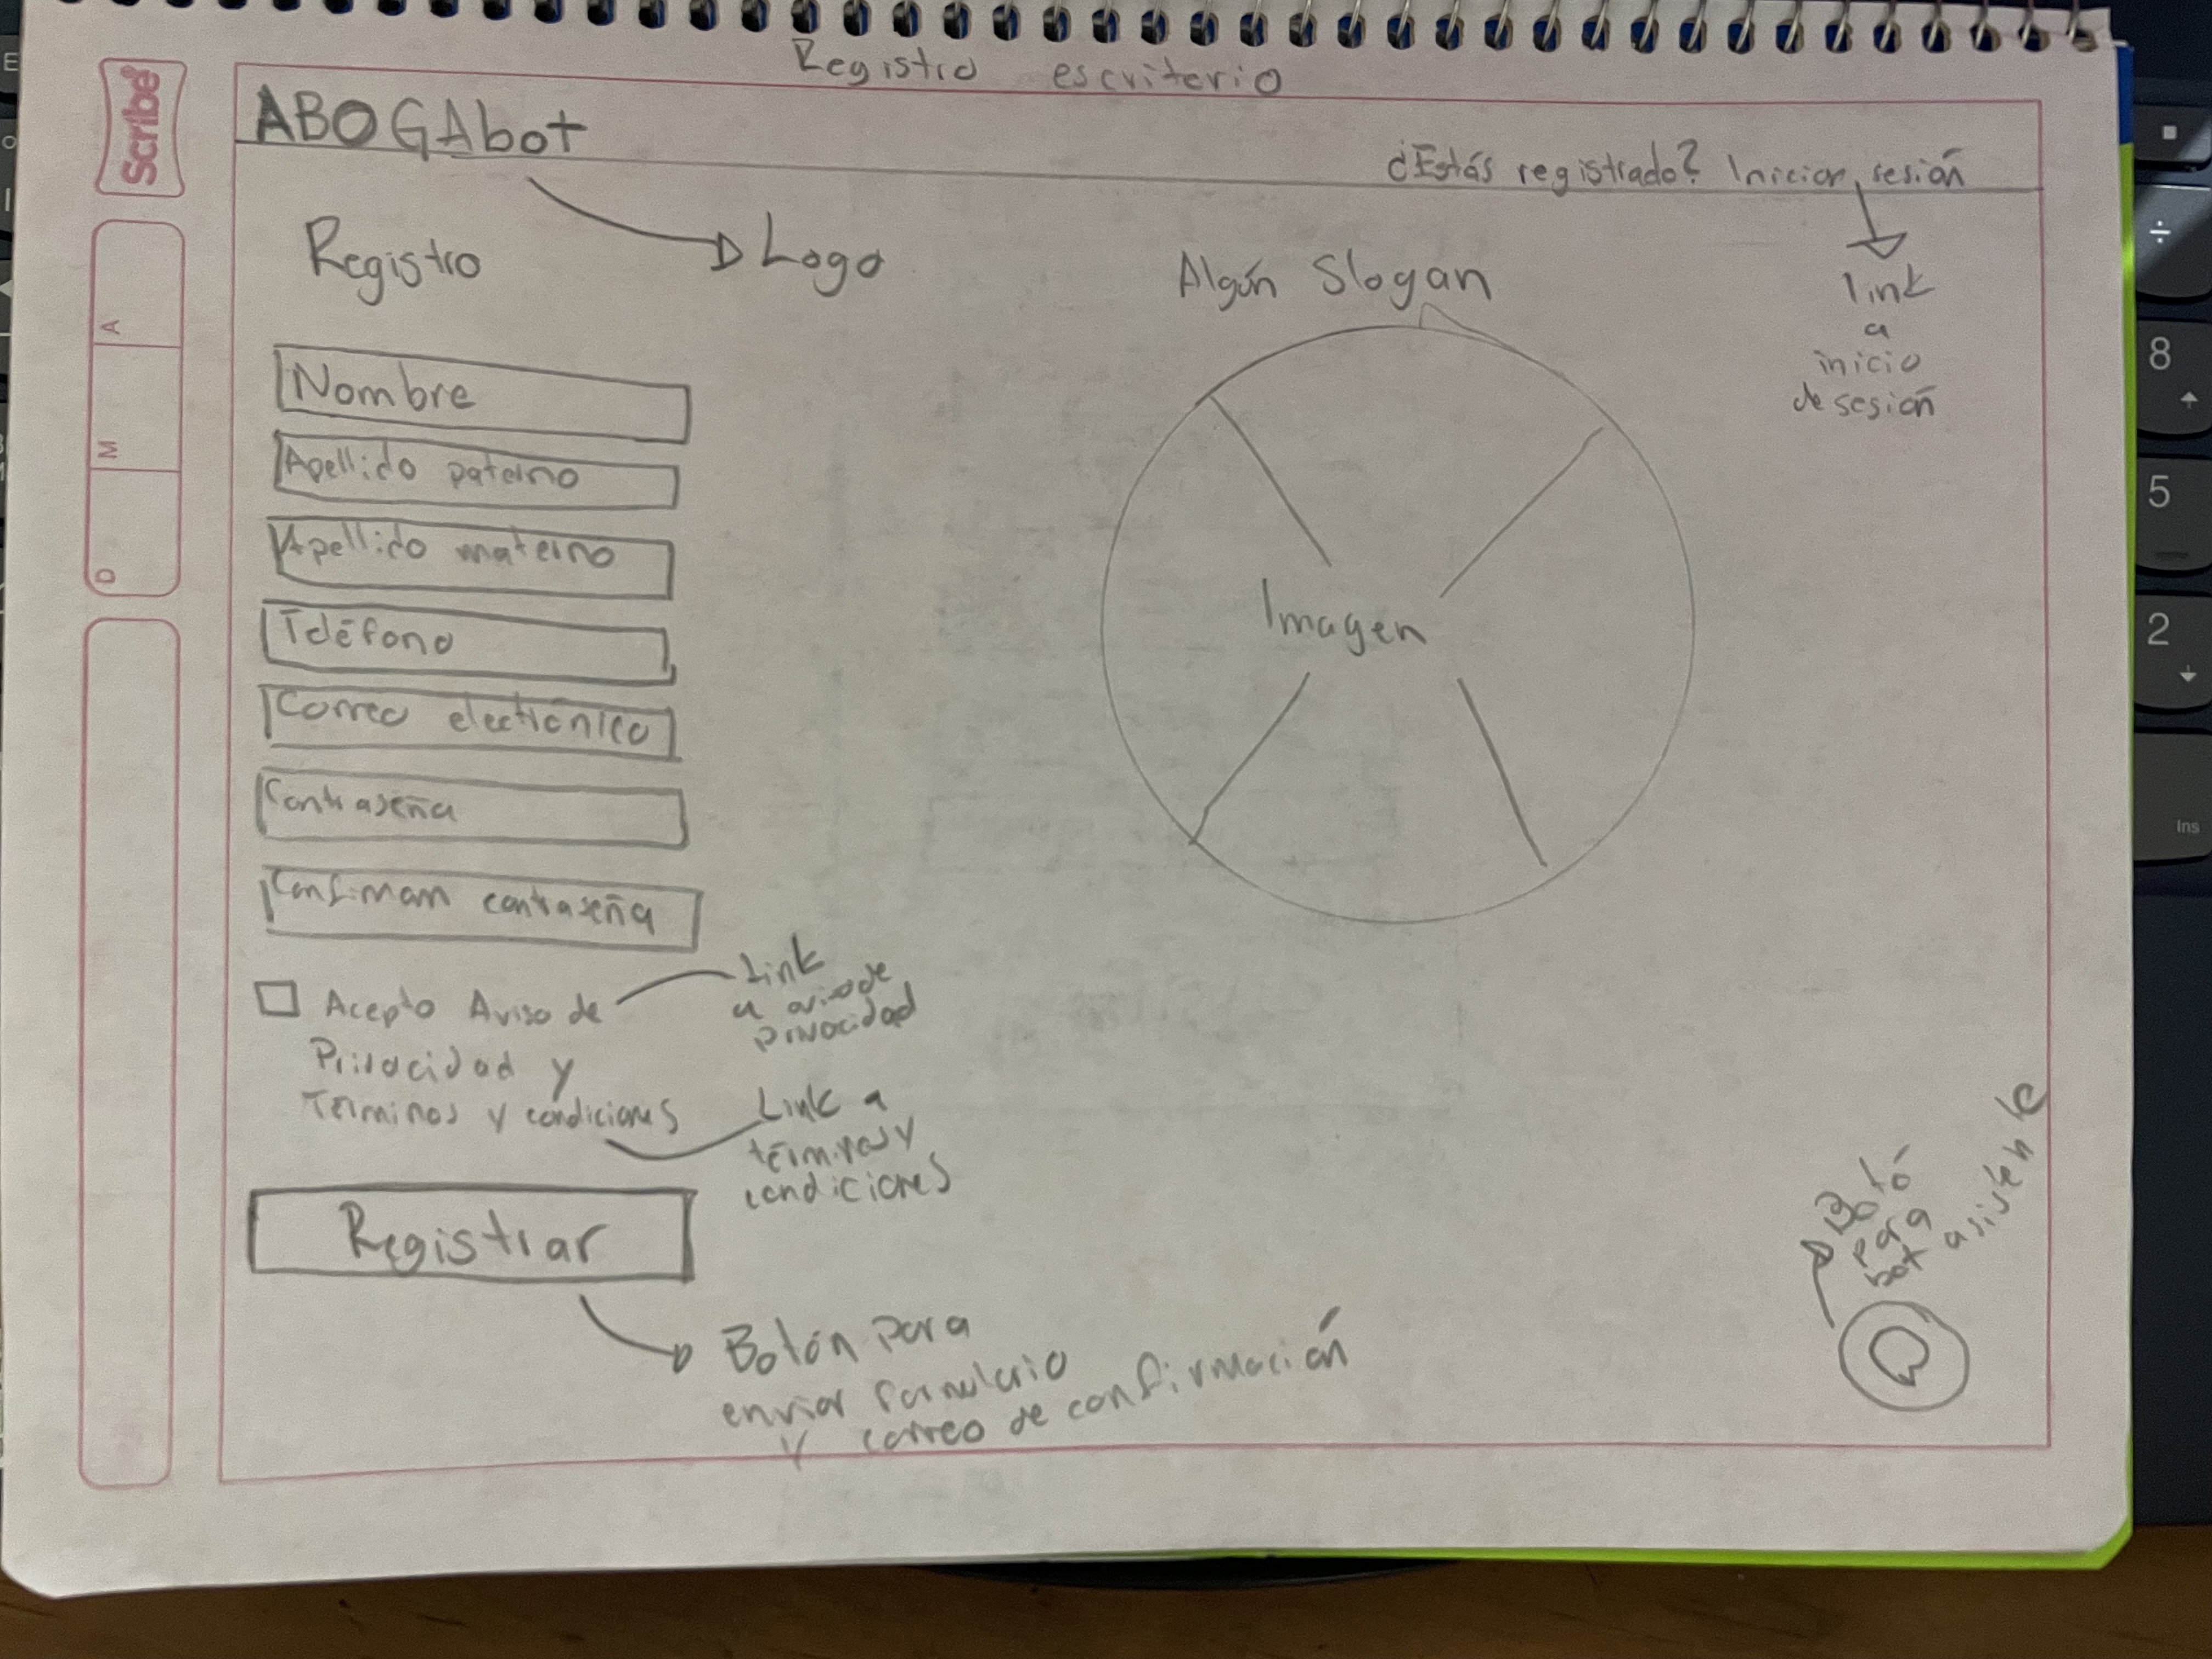 Registro escriterio
Scribe
ABOGAbot
¿Estás registrado? Iniciar sesión
Registro
Logo
Algún Slogan
link
a
inicio
de sesión
A
M
D
Nombre
Apellido paterno
Apellido materno
Teléfono
Correo electrónico
Contraseña
Confirmar contraseña
Imagen
Acepto Aviso de
Privacidad y
Términos y condiciones
Link
a aviso de
privacidad
Link a
términos y
condiciones
Registrar
Botón para
enviar formulario
y correo de confirmación
Botó
para
bot asistente
8
5
2
Ins
÷